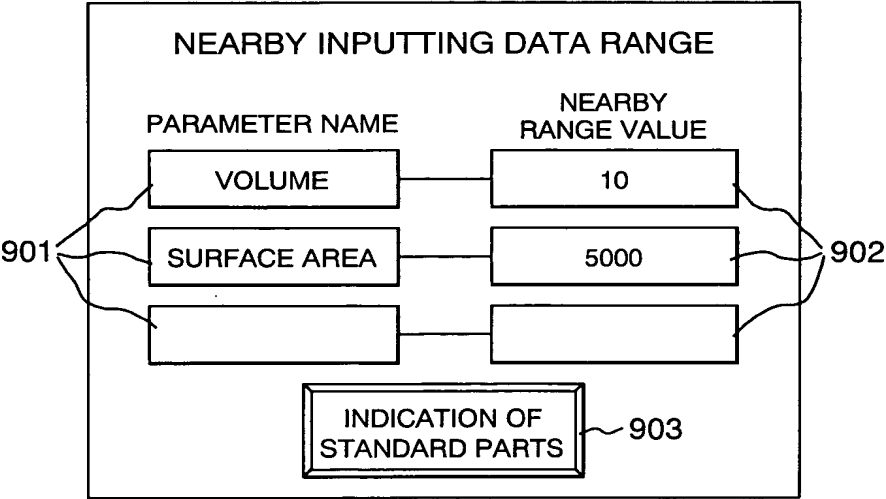 NEARBY INPUTTING DATA RANGE
PARAMETER NAME
NEARBY
RANGE VALUE
VOLUME
10
901
902
SURFACE AREA
5000
INDICATION OF
STANDARD PARTS
903